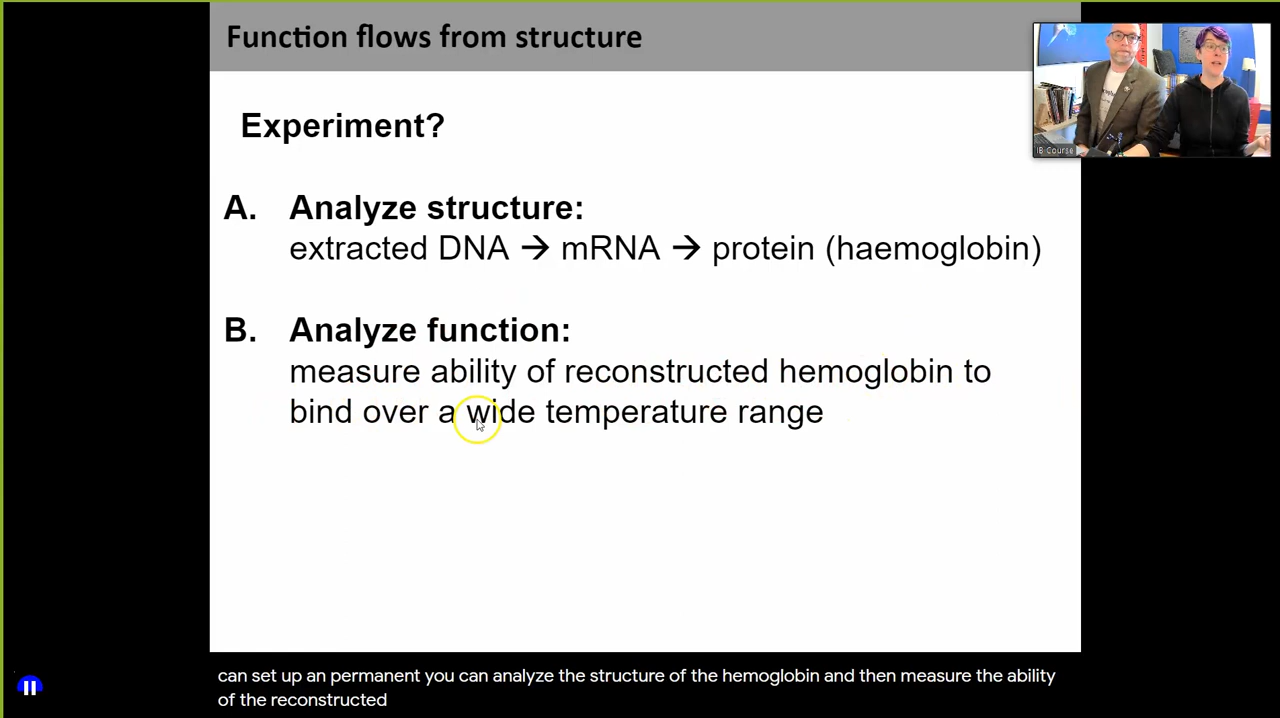 Function flows from structure
Experiment?
A. Analyze structure:
extracted DNA → mRNA → protein (haemoglobin)
B. Analyze function:
measure ability of reconstructed hemoglobin to
bind over a wide temperature range
IB Course
can set up an permanent you can analyze the structure of the hemoglobin and then measure the ability
of the reconstructed